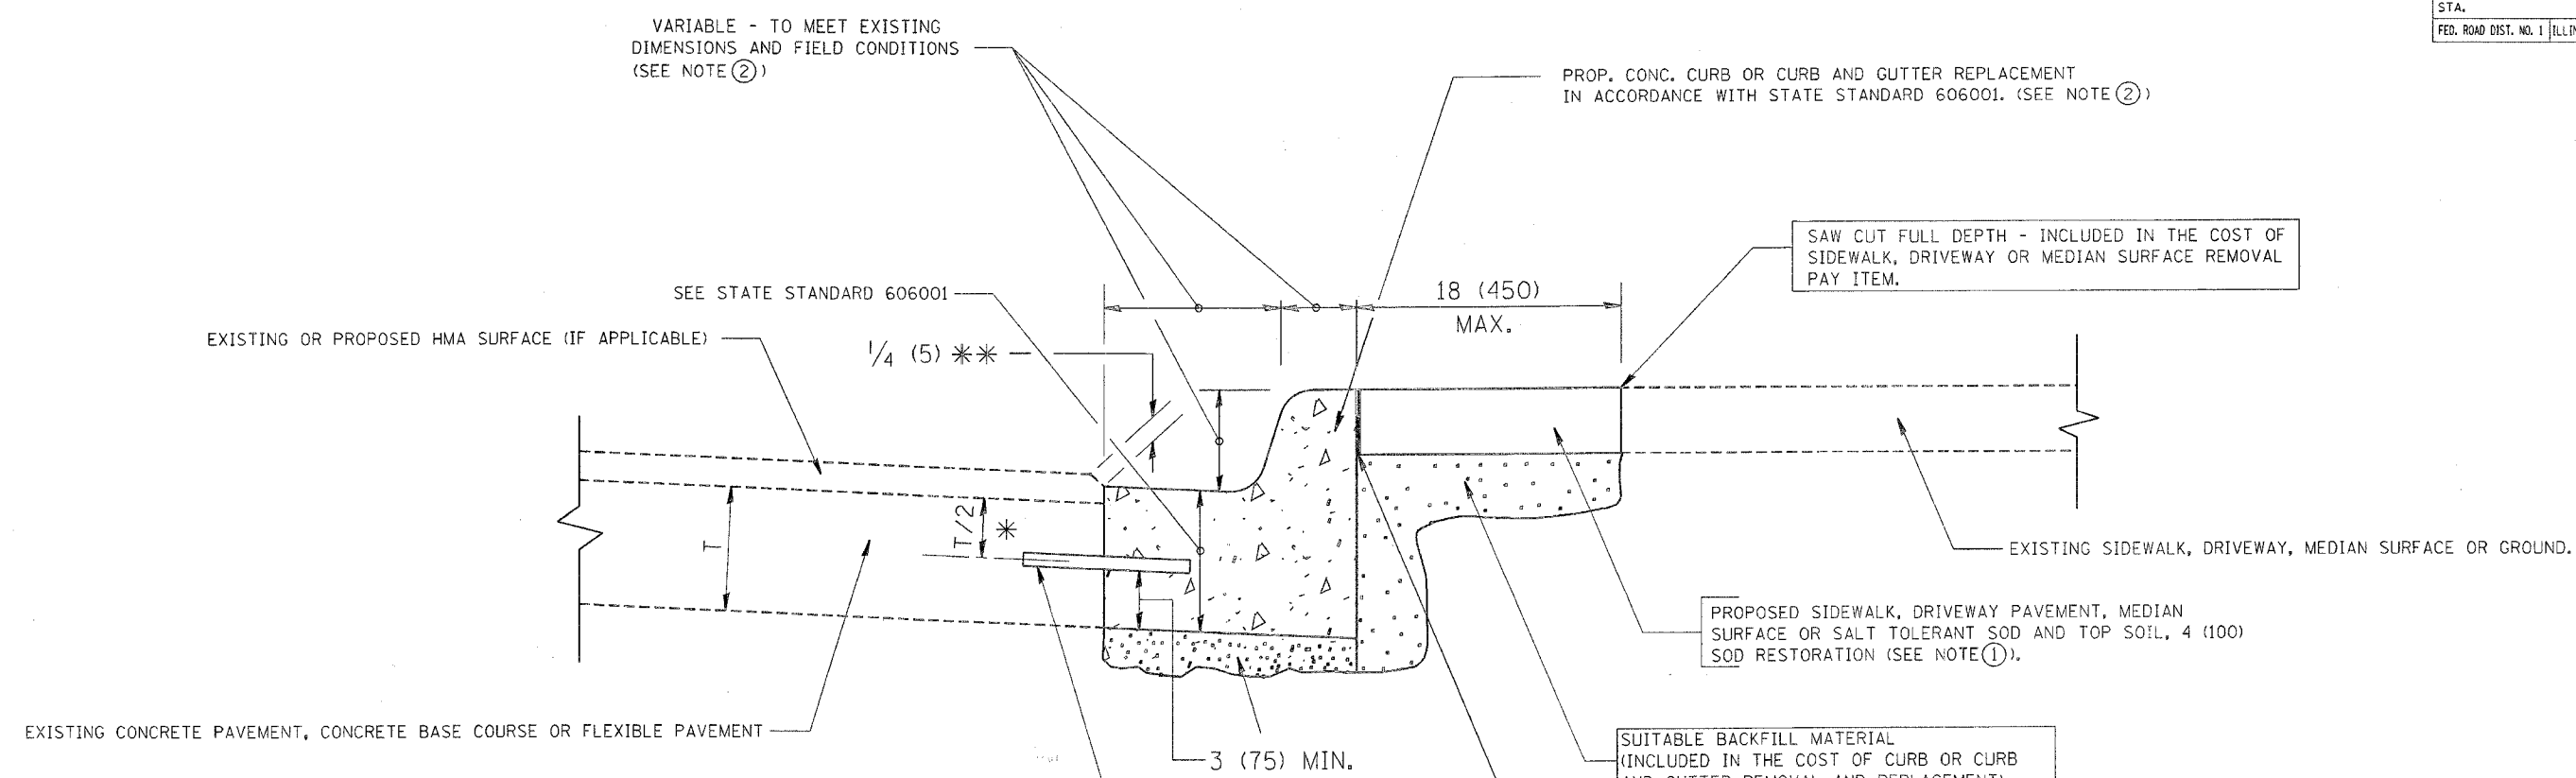 STA.
FED. ROAD DIST. NO. 1
VARIABLE - TO MEET EXISTING
DIMENSIONS AND FIELD CONDITIONS
(SEE NOTE ②)
PROP. CONC. CURB OR CURB AND GUTTER REPLACEMENT
IN ACCORDANCE WITH STATE STANDARD 606001. (SEE NOTE ②)
SAW CUT FULL DEPTH - INCLUDED IN THE COST OF
SIDEWALK, DRIVEWAY OR MEDIAN SURFACE REMOVAL
PAY ITEM.
SEE STATE STANDARD 606001
18 (450)
MAX.
EXISTING OR PROPOSED HMA SURFACE (IF APPLICABLE)
1/4 (5) **
T
T/2
*
EXISTING SIDEWALK, DRIVEWAY, MEDIAN SURFACE OR GROUND.
PROPOSED SIDEWALK, DRIVEWAY PAVEMENT, MEDIAN
SURFACE OR SALT TOLERANT SOD AND TOP SOIL, 4 (100)
SOD RESTORATION (SEE NOTE ①).
EXISTING CONCRETE PAVEMENT, CONCRETE BASE COURSE OR FLEXIBLE PAVEMENT
3 (75) MIN.
SUITABLE BACKFILL MATERIAL
(INCLUDED IN THE COST OF CURB OR CURB
AND GUTTER REMOVAL AND REPLACEMENT)